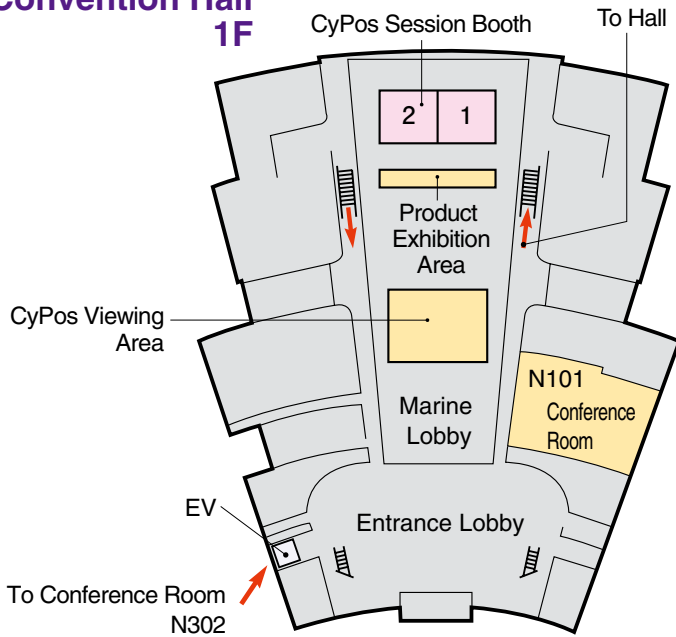 Convention Hall
1F
CyPos Session Booth
To Hall
2
1
Product
Exhibition
Area
CyPos Viewing
Area
N101
Conference
Room
Marine
Lobby
EV
Entrance Lobby
To Conference Room
N302